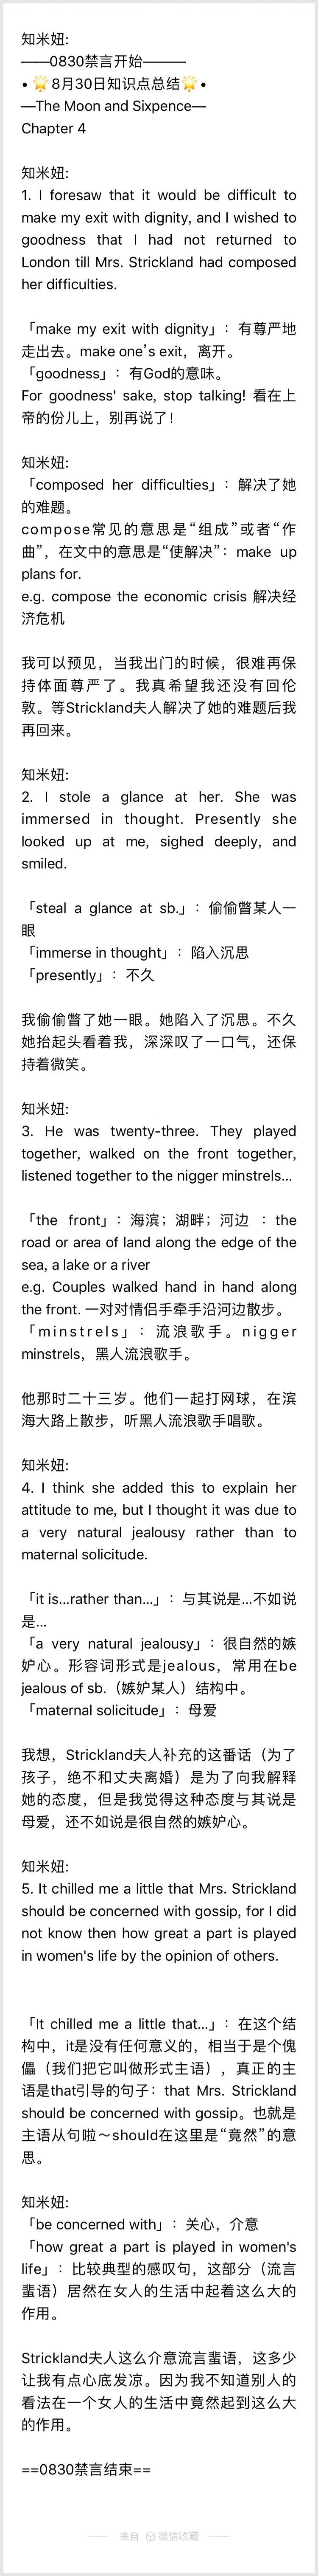 知米妞:
——0830禁言开始———
• 🌟8月30日知识点总结🌟•
—The Moon and Sixpence—
Chapter 4
知米妞:
1. I foresaw that it would be difficult to
make my exit with dignity, and I wished to
goodness that I had not returned to
London till Mrs. Strickland had composed
her difficulties.
「make my exit with dignity」：有尊严地
走出去。make one's exit，离开。
「goodness」：有God的意味。
For goodness' sake, stop talking! 看在上
帝的份儿上，别再说了！
知米妞:
「composed her difficulties」：解决了她
的难题。
compose常见的意思是“组成”或者“作
曲”，在文中的意思是“使解决”：make up
plans for.
e.g. compose the economic crisis 解决经
济危机
我可以预见，当我出门的时候，很难再保
持体面尊严了。我真希望我还没有回伦
敦。等Strickland夫人解决了她的难题后我
再回来。
知米妞:
2. I stole a glance at her. She was
immersed in thought. Presently she
looked up at me, sighed deeply, and
smiled.
「steal a glance at sb.」：偷偷瞥某人一
眼
「immerse in thought」：陷入沉思
「presently」：不久
我偷偷瞥了她一眼。她陷入了沉思。不久
她抬起头看着我，深深叹了一口气，还保
持着微笑。
知米妞:
3. He was twenty-three. They played
together, walked on the front together,
listened together to the nigger minstrels...
「the front」：海滨；湖畔；河边 ：the
road or area of land along the edge of the
sea, a lake or a river
e.g. Couples walked hand in hand along
the front. 一对对情侣手牵手沿河边散步。
「minstrels」：流浪歌手。nigger
minstrels，黑人流浪歌手。
他那时二十三岁。他们一起打网球，在滨
海大路上散步，听黑人流浪歌手唱歌。
知米妞:
4. I think she added this to explain her
attitude to me, but I thought it was due to
a very natural jealousy rather than to
maternal solicitude.
「it is...rather than...」：与其说是...不如说
是...
「a very natural jealousy」：很自然的嫉
妒心。形容词形式是jealous，常用在be
jealous of sb.（嫉妒某人）结构中。
「maternal solicitude」：母爱
我想，Strickland夫人补充的这番话（为了
孩子，绝不和丈夫离婚）是为了向我解释
她的态度，但是我觉得这种态度与其说是
母爱，还不如说是很自然的嫉妒心。
知米妞:
5. It chilled me a little that Mrs. Strickland
should be concerned with gossip, for I did
not know then how great a part is played
in women's life by the opinion of others.
「It chilled me a little that...」：在这个结
构中，it是没有任何意义的，相当于是个傀
儡（我们把它叫做形式主语），真正的主
语是that引导的句子：that Mrs. Strickland
should be concerned with gossip。也就是
主语从句啦～should在这里是“竟然”的意
思。
知米妞:
「be concerned with」：关心，介意
「how great a part is played in women's
life」：比较典型的感叹句，这部分（流言
蜚语）居然在女人的生活中起着这么大的
作用。
Strickland夫人这么介意流言蜚语，这多少
让我有点心底发凉。因为我不知道别人的
看法在一个女人的生活中竟然起到这么大
的作用。
==0830禁言结束==
来自 微信收藏